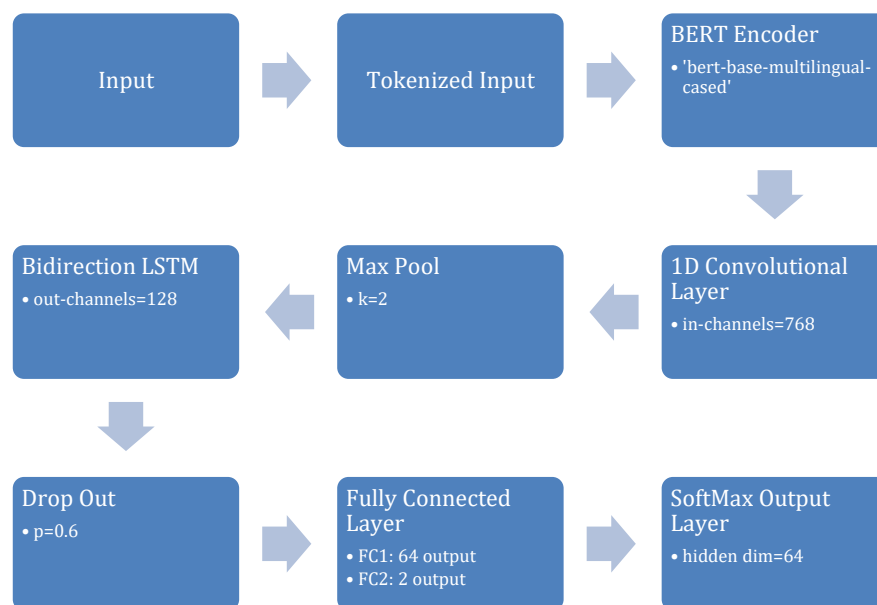 Input
Tokenized Input
BERT Encoder
• 'bert-base-multilingual-
cased'
Bidirection LSTM
• out-channels=128
Max Pool
• k=2
1D Convolutional
Layer
• in-channels=768
Drop Out
• p=0.6
Fully Connected
Layer
• FC1: 64 output
• FC2: 2 output
SoftMax Output
Layer
• hidden dim=64